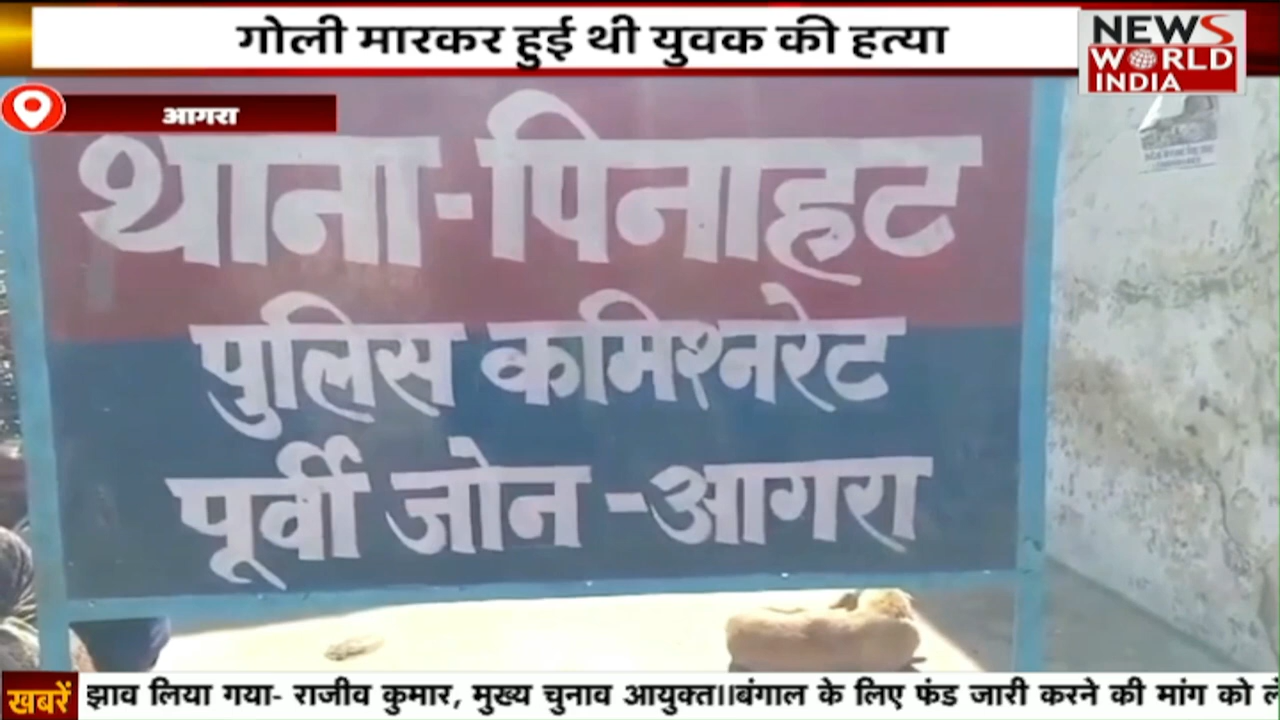 गोली मारकर हुई थी युवक की हत्या
NEWS
WORLD
INDIA
आगरा
थाना-पिनाहट
पुलिस कमिश्नरेट
पूर्वी जोन -आगरा
खबरें
झाव लिया गया- राजीव कुमार, मुख्य चुनाव आयुक्त॥बंगाल के लिए फंड जारी करने की मांग को ले